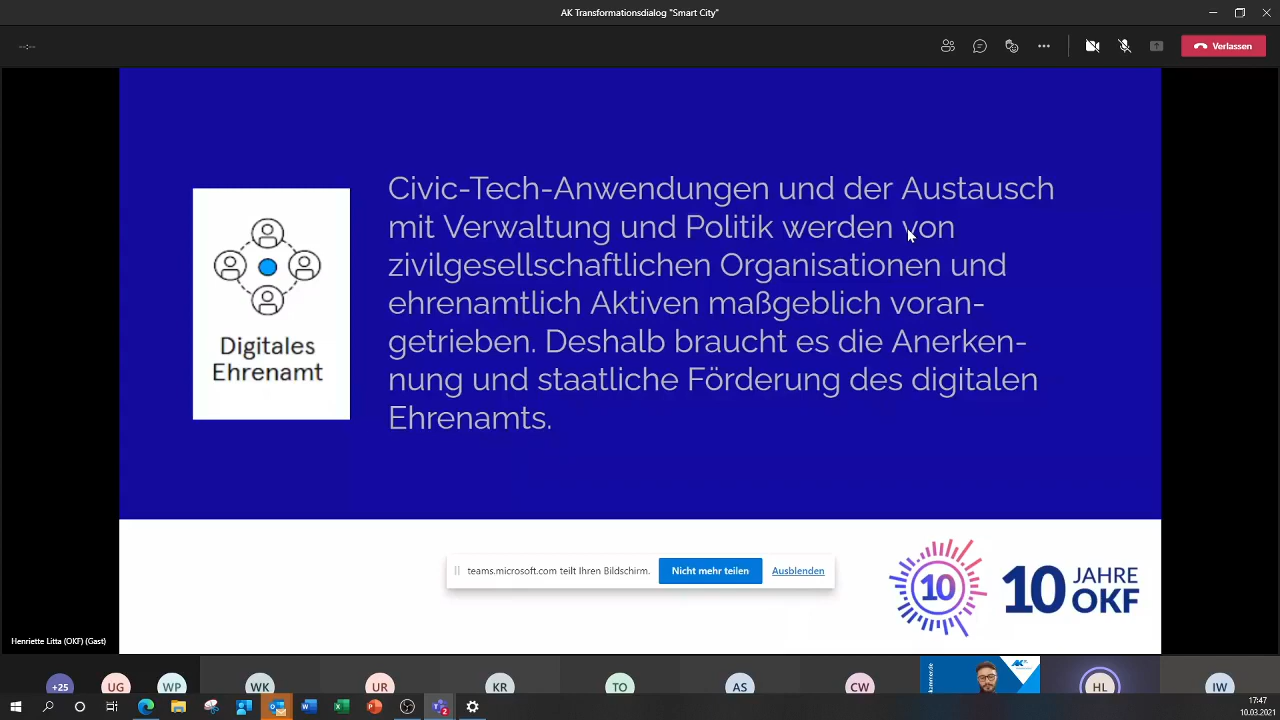 AK Transformationsdialog "Smart City"
--:--
Verlassen
Civic-Tech-Anwendungen und der Austausch
mit Verwaltung und Politik werden von
zivilgesellschaftlichen Organisationen und
ehrenamtlich Aktiven maßgeblich voran-
getrieben. Deshalb braucht es die Anerken-
nung und staatliche Förderung des digitalen
Ehrenamts.
Digitales
Ehrenamt
teams.microsoft.com teilt Ihren Bildschirm.
Nicht mehr teilen
Ausblenden
10
10 JAHRE
OKF
Henriette Litta (OKF) (Gast)
+25
UG
WP
WK
UR
KR
TO
AS
CW
AK
HL
IW
17:47
10.03.2021